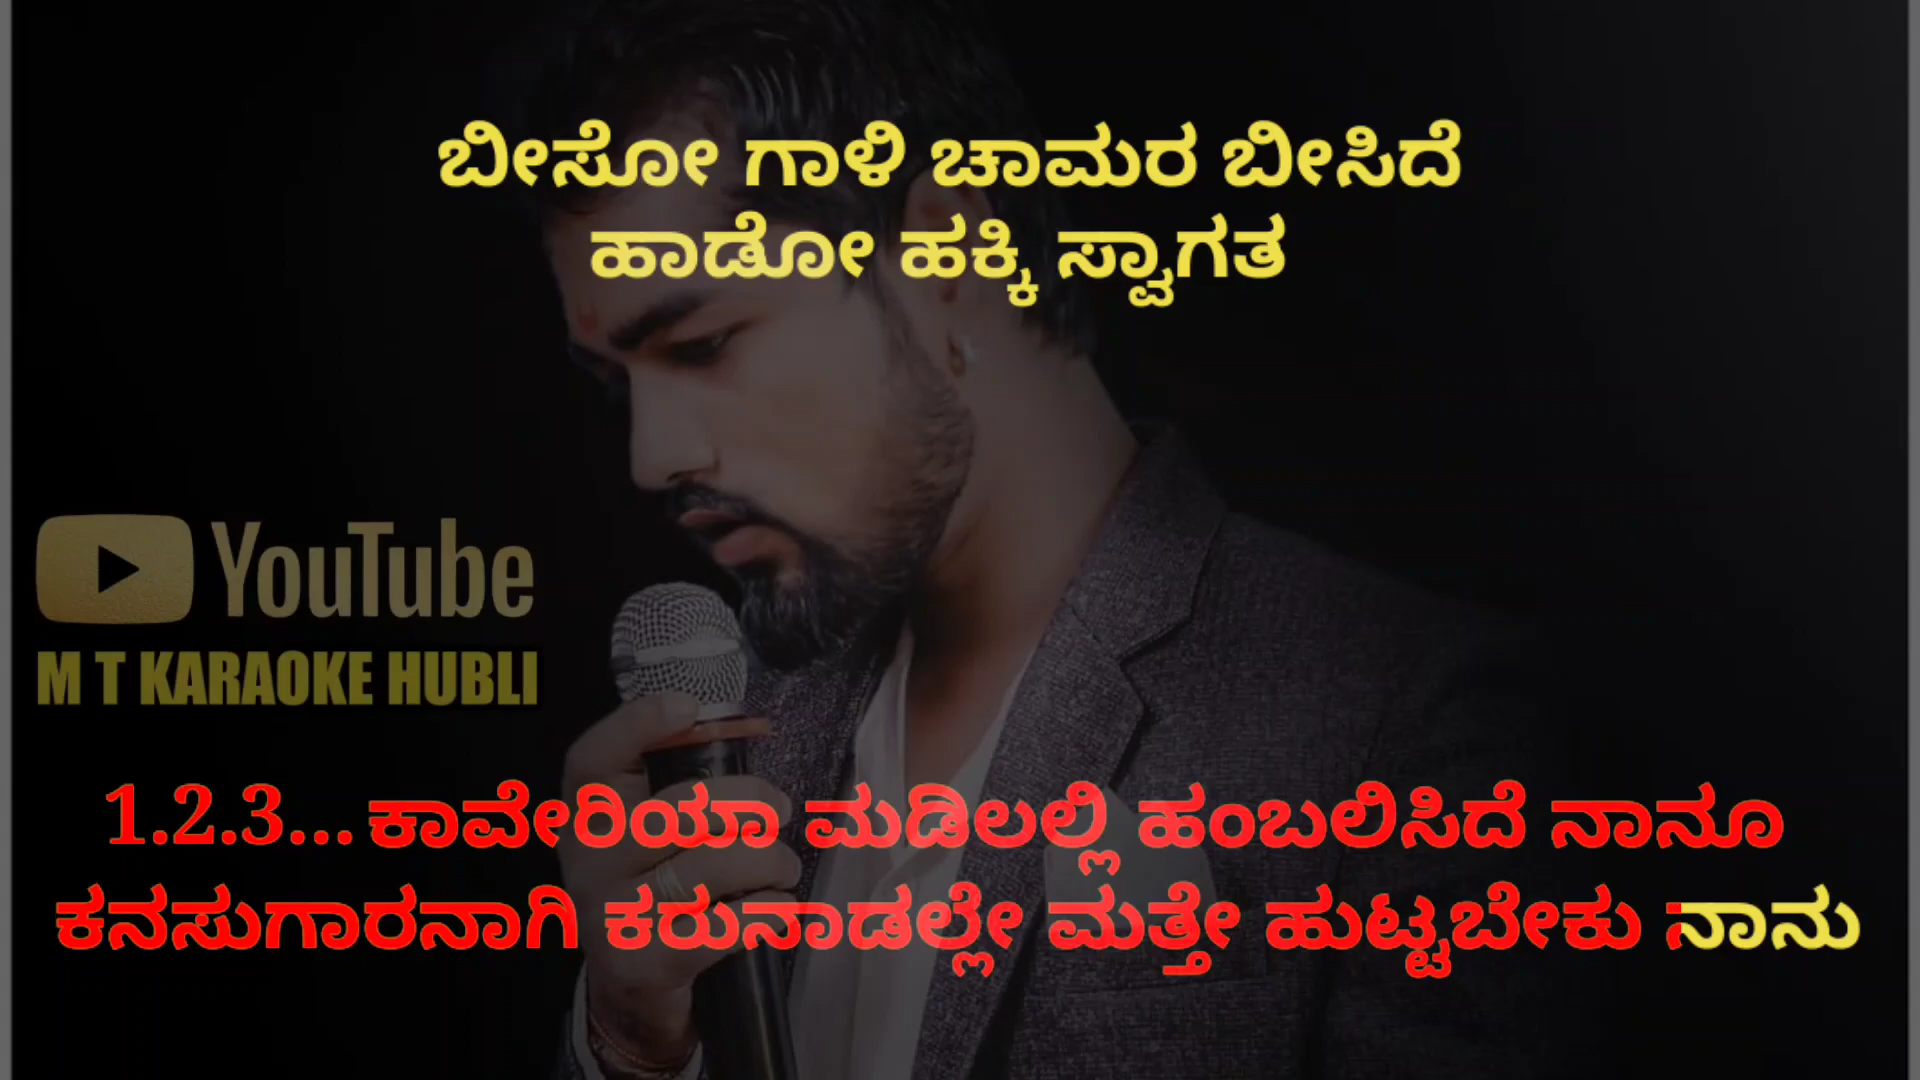 ಬೀಸೋ ಗಾಳಿ ಚಾಮರ ಬೀಸಿದೆ
ಹಾಡೋ ಹಕ್ಕಿ ಸ್ವಾಗತ
YouTube
M T KARAOKE HUBLI
1.2.3...ಕಾವೇರಿಯಾ ಮಡಿಲಲ್ಲಿ ಹಂಬಲಿಸಿದೆ ನಾನೂ
ಕನಸುಗಾರನಾಗಿ ಕರುನಾಡಲ್ಲೇ ಮತ್ತೇ ಹುಟ್ಟಬೇಕು ನಾನು